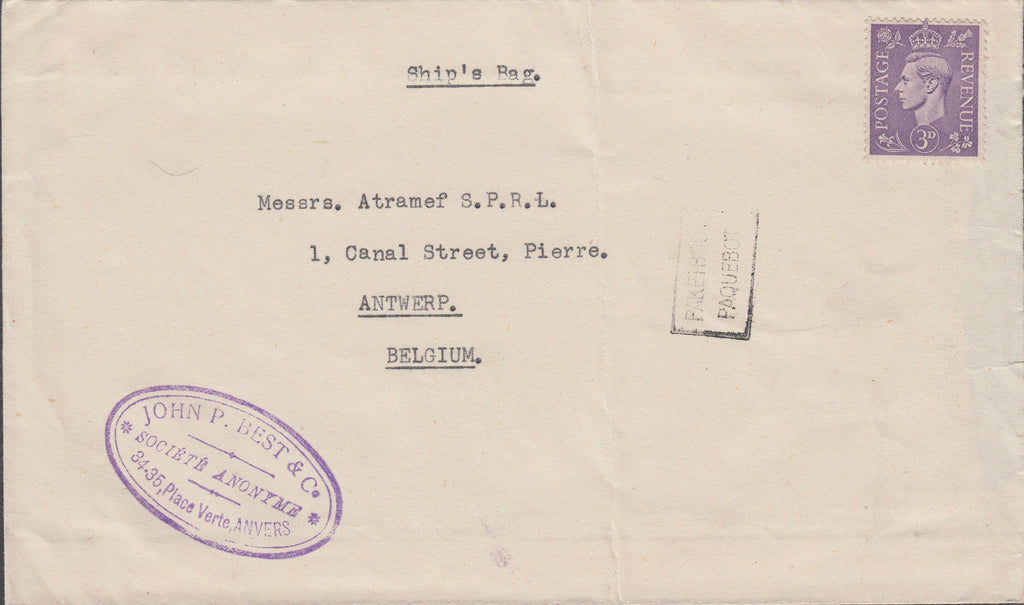 Ship's Bag.
POSTAGE
REVENUE
3D
Messrs. Atramef S.P.R.L.
1, Canal Street, Pierre.
ANTWERP.
BELGIUM.
PAQUEBOT
JOHN P. BEST & Co
SOCIÉTÉ ANONYME
34-36, Place Verte, ANVERS